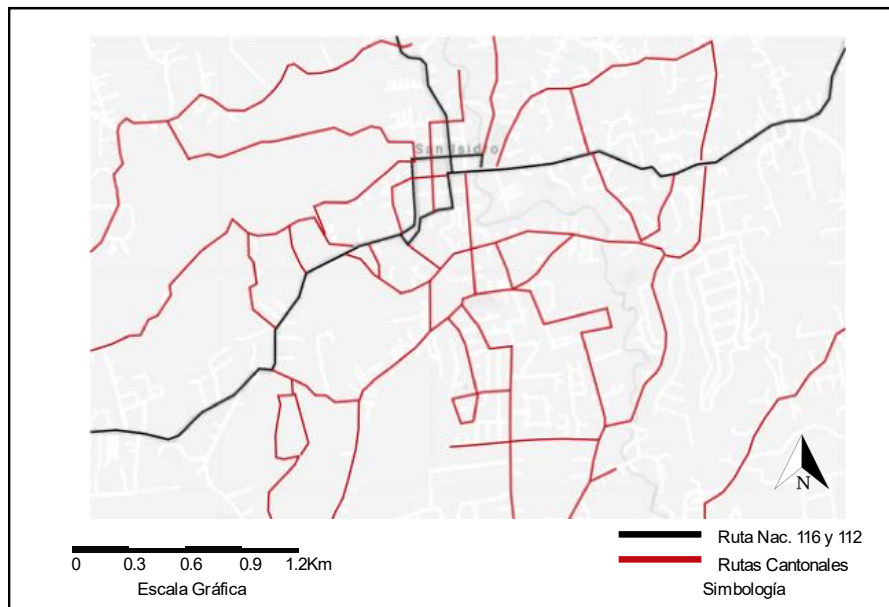 San Isidro
N
Ruta Nac. 116 y 112
0 0.3 0.6 0.9 1.2Km
Rutas Cantonales
Escala Gráfica
Simbología